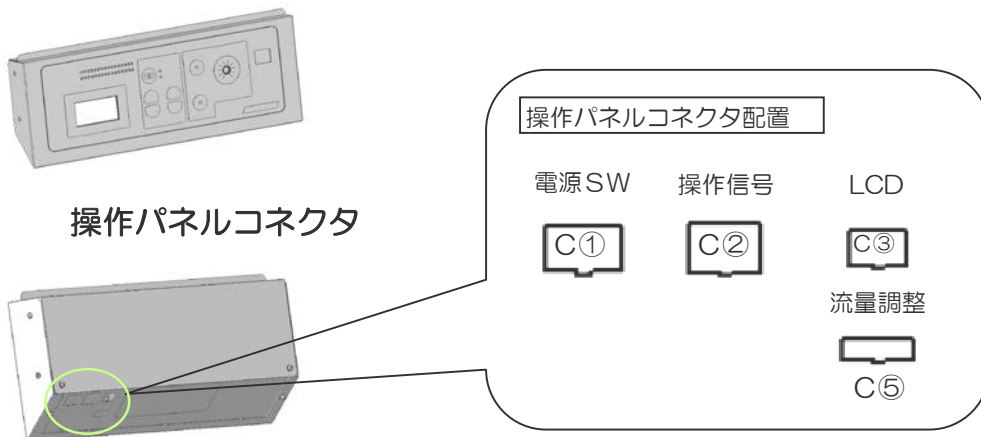 操作パネルコネクタ配置
電源SW 操作信号 LCD
C① C② C③
流量調整
C⑤
操作パネルコネクタ